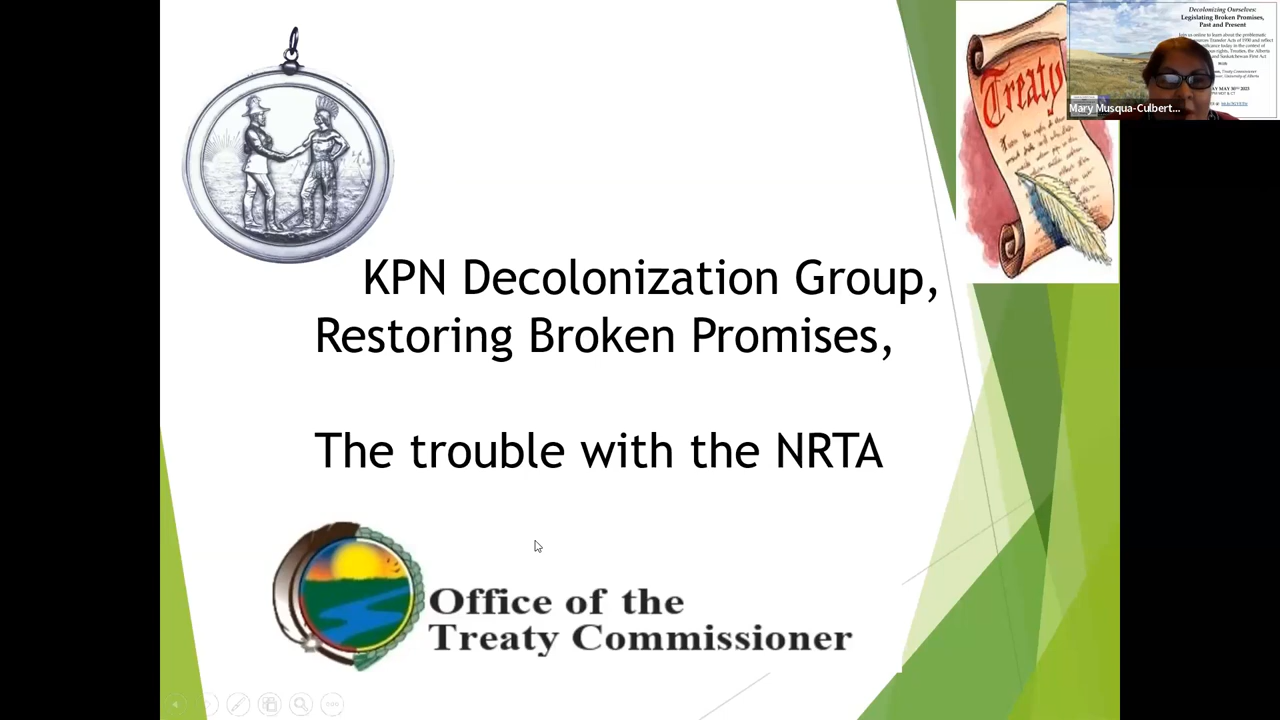 KPN Decolonization Group,
Restoring Broken Promises,
The trouble with the NRTA
Office of the
Treaty Commissioner
Treaty
Decolonizing Ourselves:
Legislating Broken Promises,
Past and Present
Mary Musqua-Culbert...